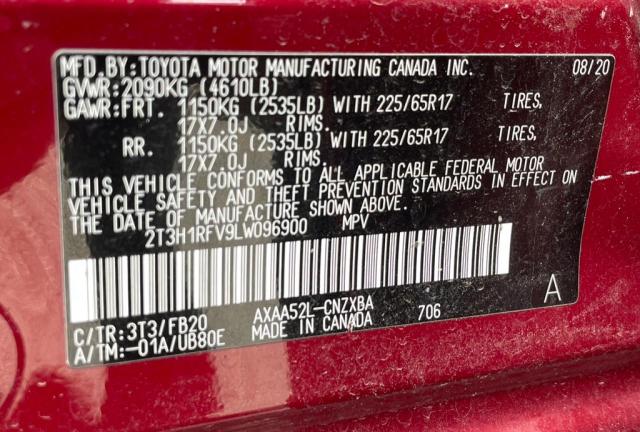 MFD.BY:TOYOTA MOTOR MANUFACTURING CANADA INC. 08/20
GVWR:2090KG (4610LB)
GAWR:FRT. 1150KG (2535LB) WITH 225/65R17 TIRES,
17X7.0J RIMS.
RR. 1150KG (2535LB) WITH 225/65R17 TIRES,
17X7.0J RIMS.
THIS VEHICLE CONFORMS TO ALL APPLICABLE FEDERAL MOTOR
VEHICLE SAFETY AND THEFT PREVENTION STANDARDS IN EFFECT ON
THE DATE OF MANUFACTURE SHOWN ABOVE.
2T3H1RFV9LW096900 MPV
C/TR:3T3/FB20 AXAA52L-CNZXBA 706 A
A/TM:-01A/UB80E MADE IN CANADA